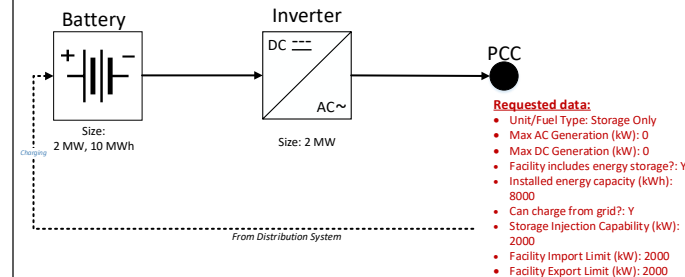 Battery
Inverter
+
−
DC
AC~
PCC
Size:
2 MW, 10 MWh
Size: 2 MW
Charging
From Distribution System
Requested data:
• Unit/Fuel Type: Storage Only
• Max AC Generation (kW): 0
• Max DC Generation (kW): 0
• Facility includes energy storage?: Y
• Installed energy capacity (kWh):
8000
• Can charge from grid?: Y
• Storage Injection Capability (kW):
2000
• Facility Import Limit (kW): 2000
• Facility Export Limit (kW): 2000